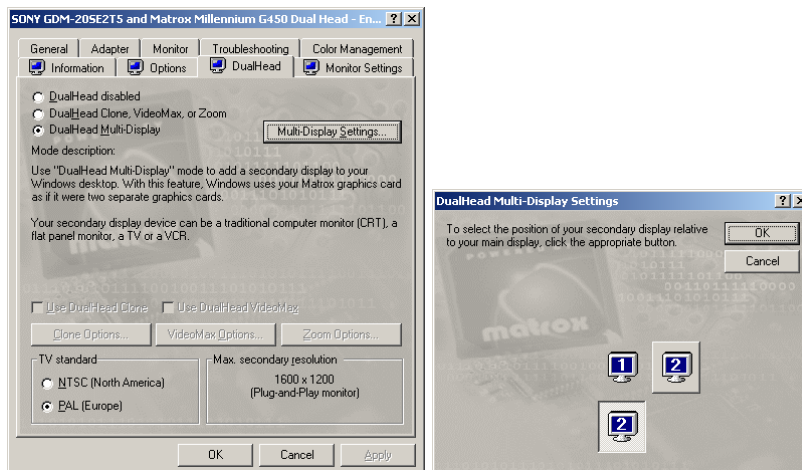 SONY GDM-20SE2T5 and Matrox Millennium G450 Dual Head - En...
General Adapter Monitor Troubleshooting Color Management
Information Options DualHead Monitor Settings
DualHead disabled
DualHead Clone, VideoMax, or Zoom
DualHead Multi-Display
Multi-Display Settings...
Mode description:
Use "DualHead Multi-Display" mode to add a secondary display to your
Windows desktop. With this feature, Windows uses your Matrox graphics card
as if it were two separate graphics cards.
Your secondary display device can be a traditional computer monitor (CRT), a
flat panel monitor, a TV or a VCR.
Use DualHead Clone Use DualHead VideoMax
Clone Options... VideoMax Options... Zoom Options...
TV standard
NTSC (North America)
PAL (Europe)
Max. secondary resolution
1600 x 1200
(Plug-and-Play monitor)
OK Cancel Apply
DualHead Multi-Display Settings
To select the position of your secondary display relative
to your main display, click the appropriate button.
OK
Cancel
matrox
1 2
2